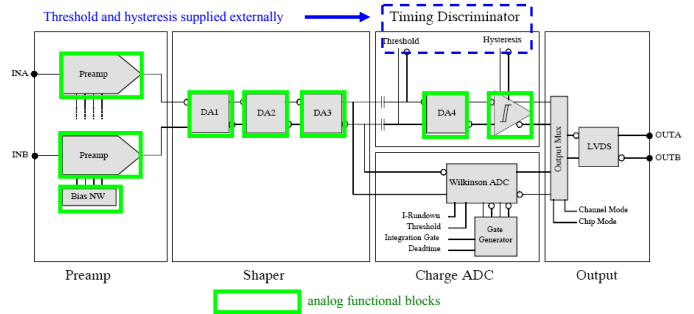 Threshold and hysteresis supplied externally
Timing Discriminator
Threshold
Hysteresis
INA
Preamp
DA1
DA2
DA3
DA4
INB
Preamp
Bias NW
Output Mux
LVDS
OUTA
OUTB
Wilkinson ADC
I-Rundown
Threshold
Integration Gate
Deadtime
Gate
Generator
Channel Mode
Chip Mode
Preamp
Shaper
Charge ADC
Output
analog functional blocks